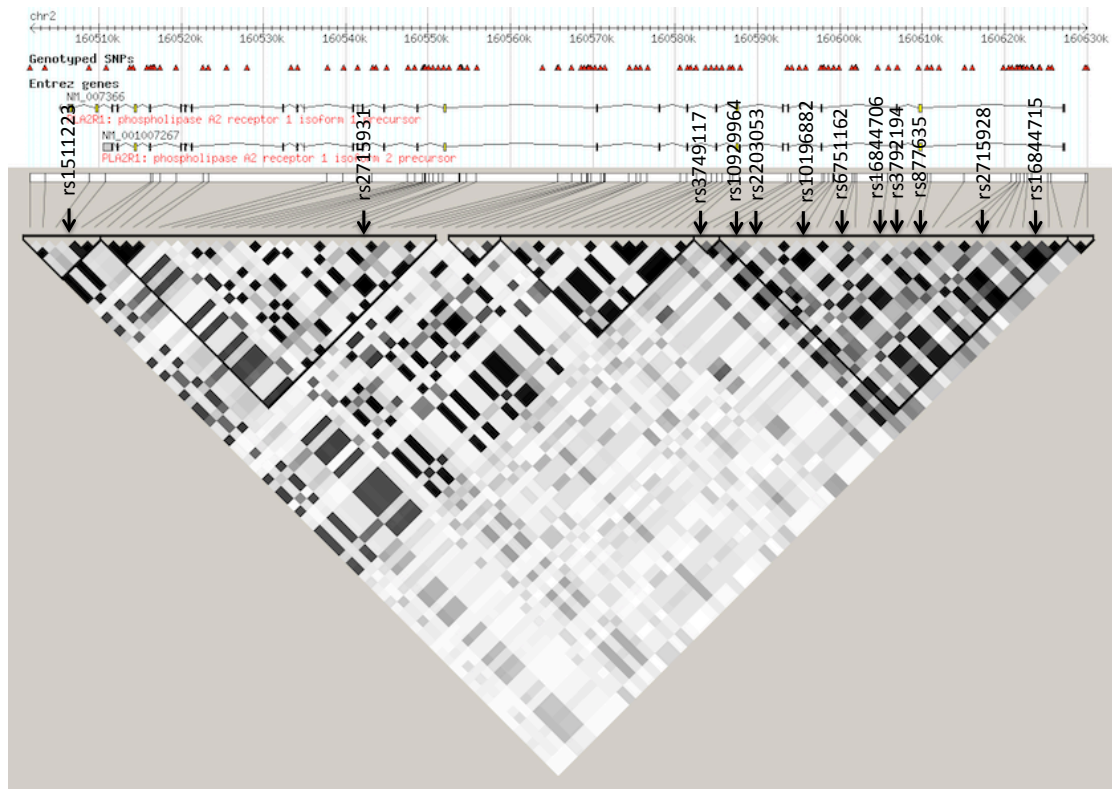 chr2
160510k 160520k 160530k 160540k 160550k 160560k 160570k 160580k 160590k 160600k 160610k 160620k 160630k
Genotyped SNPs
Entrez genes
NM_007366
PLA2R1: phospholipase A2 receptor 1 isoform 1 precursor
NM_001007267
PLA2R1: phospholipase A2 receptor 1 isoform 2 precursor
rs1511223
rs2715931
rs3749117
rs10929964
rs2203053
rs10196882
rs6751162
rs16844706
rs3792194
rs877635
rs2715928
rs16844715